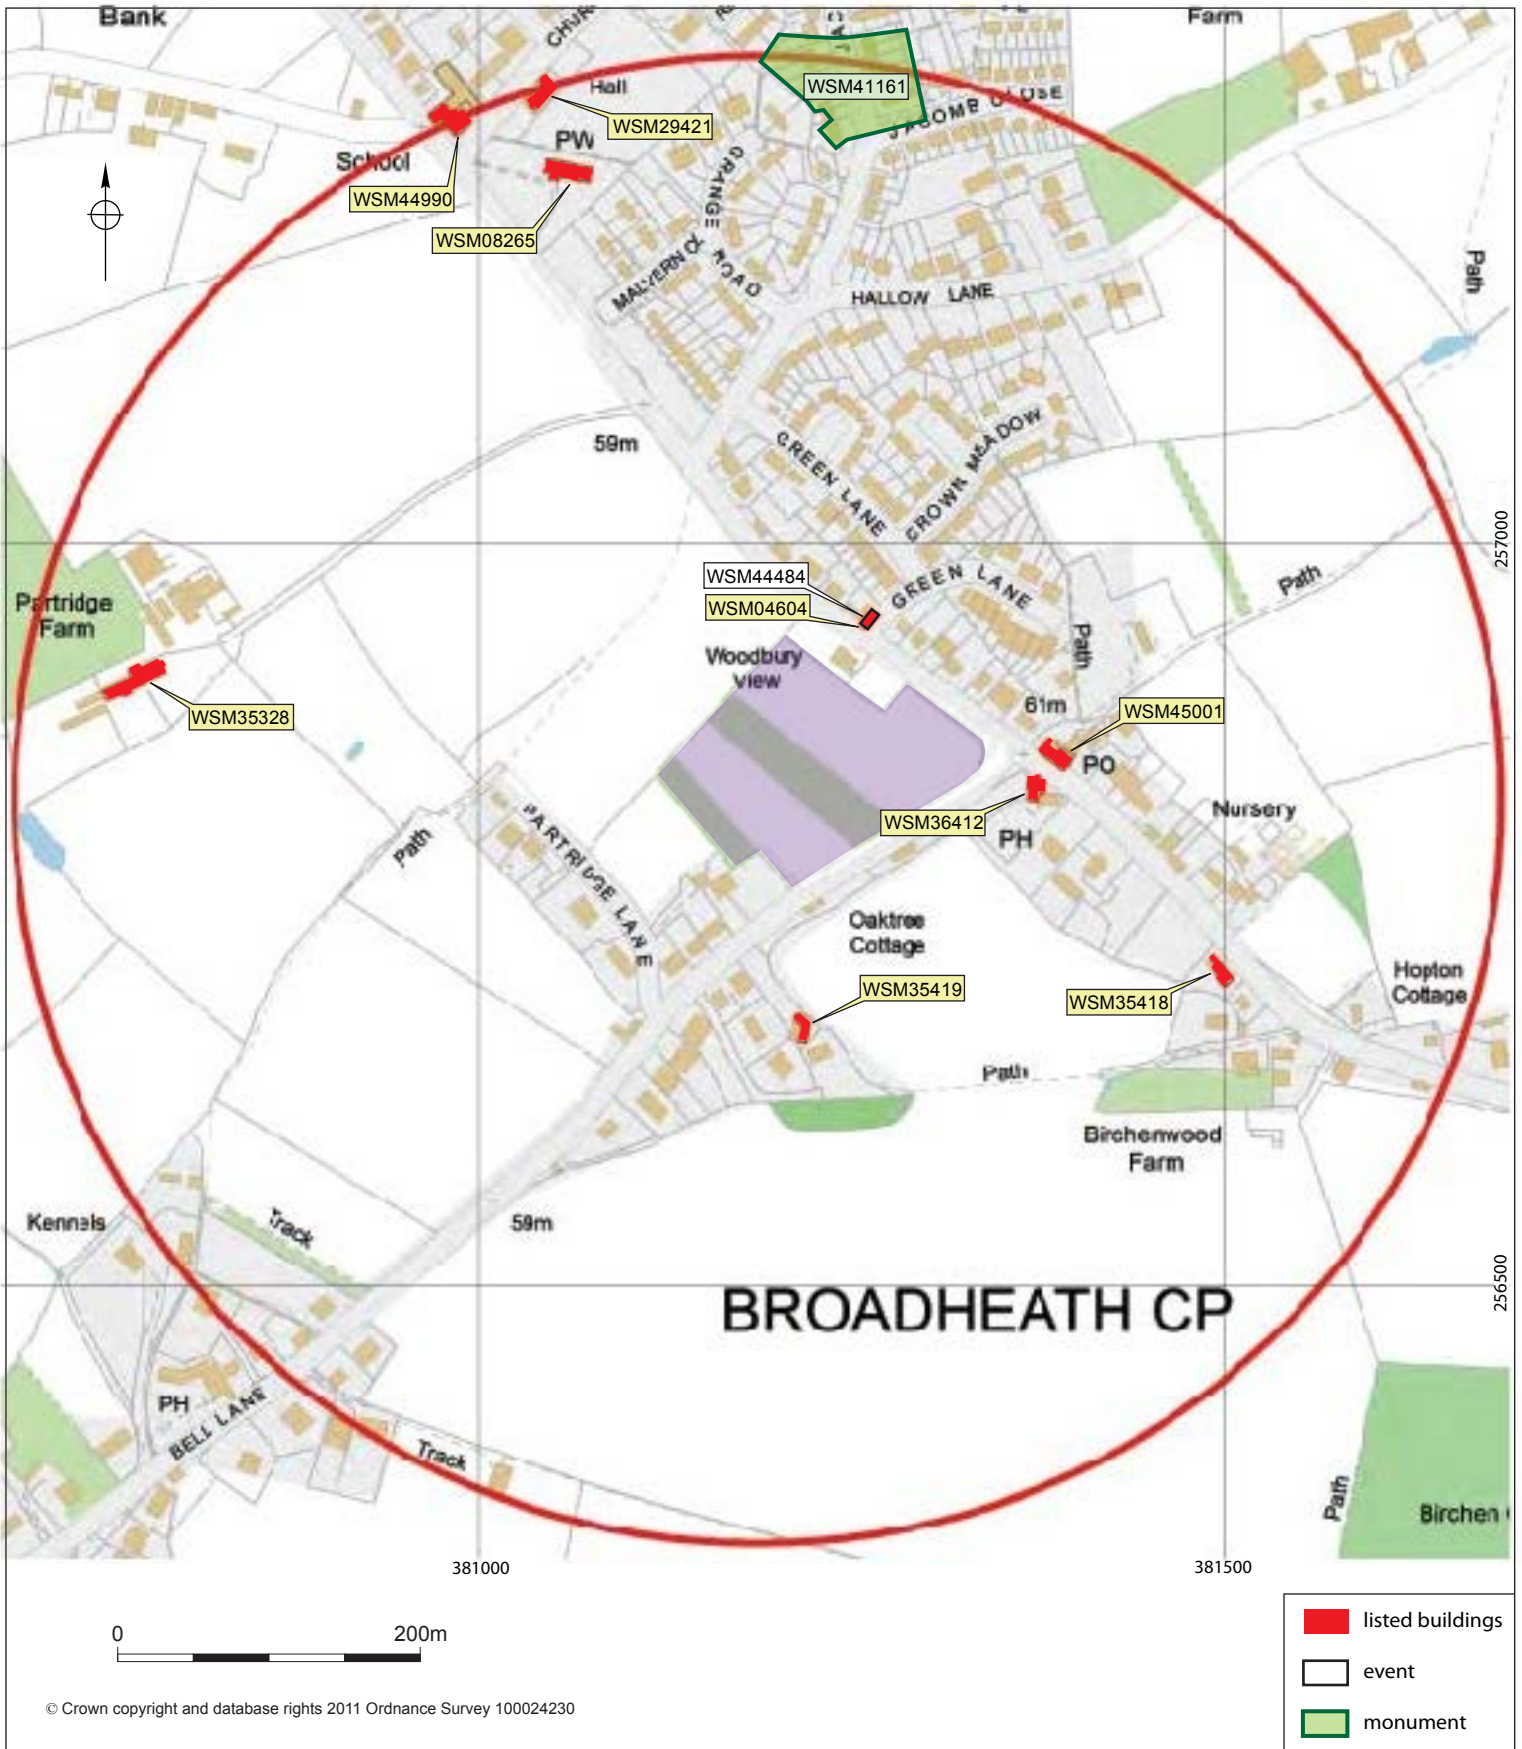 Bank
Farm
Hall
WSM41161
JACOMB CLOSE
WSM29421
PW
School
WSM44990
WSM08265
GRANGE ROAD
MALVERN
HALLOW LANE
Path
59m
GREEN LANE
CROWN MEADOW
257000
WSM44484
WSM04604
GREEN LANE
Path
Path
Partridge
Farm
WSM35328
Woodbury
View
61m
WSM45001
PO
WSM36412
PH
Nursery
PARTRIDGE LANE
Path
Oaktree
Cottage
WSM35419
WSM35418
Hopton
Cottage
Path
Birchenwood
Farm
Kennels
Track
59m
BROADHEATH CP
256500
PH
BELL LANE
Track
Path
Birchen
381000
381500
0
200m
listed buildings
event
monument
© Crown copyright and database rights 2011 Ordnance Survey 100024230